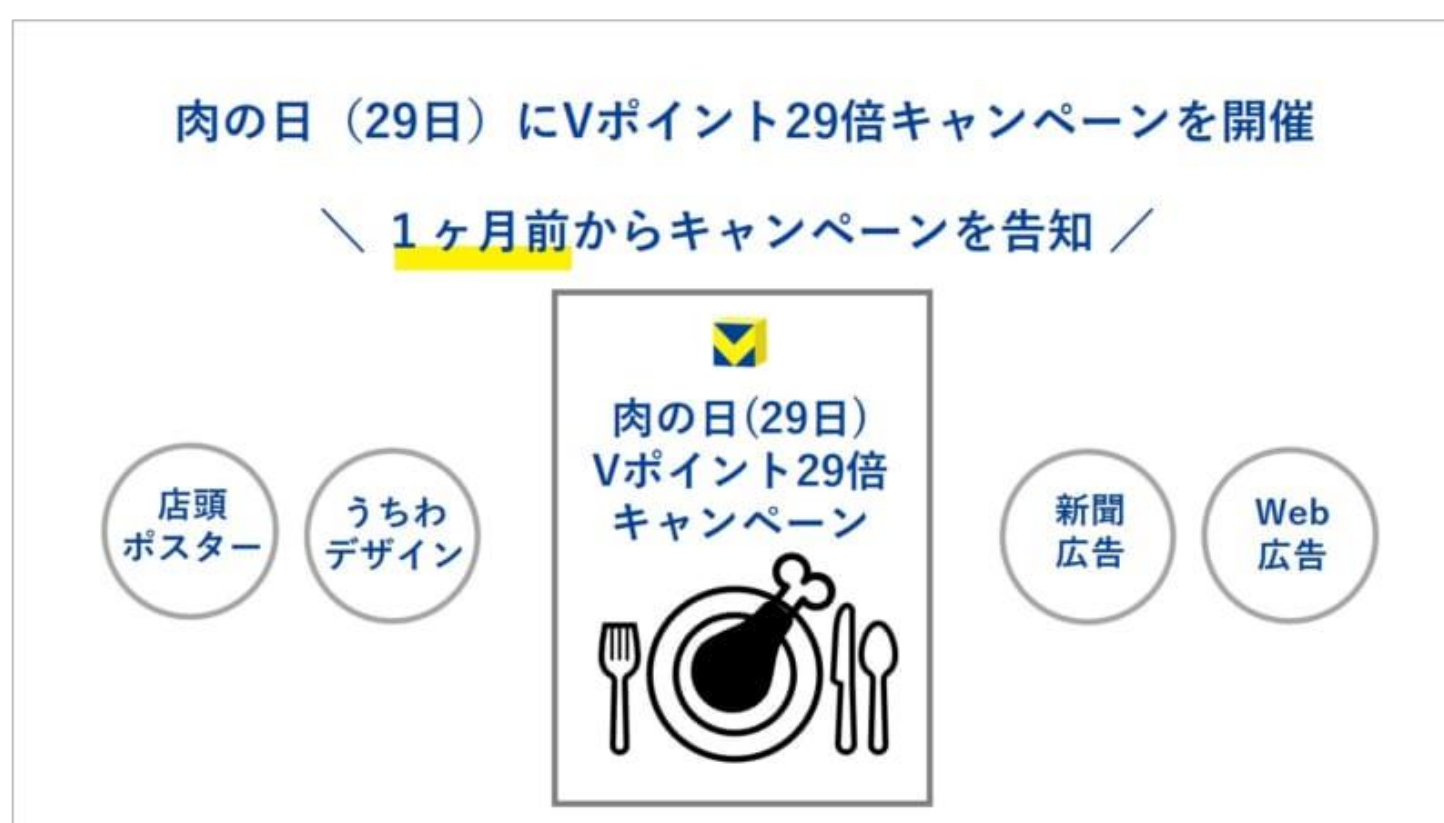 肉の日（29日）にVポイント29倍キャンペーンを開催
＼ 1ヶ月前からキャンペーンを告知 ／
肉の日(29日)
Vポイント29倍
キャンペーン
店頭
ポスター
うちわ
デザイン
新聞
広告
Web
広告